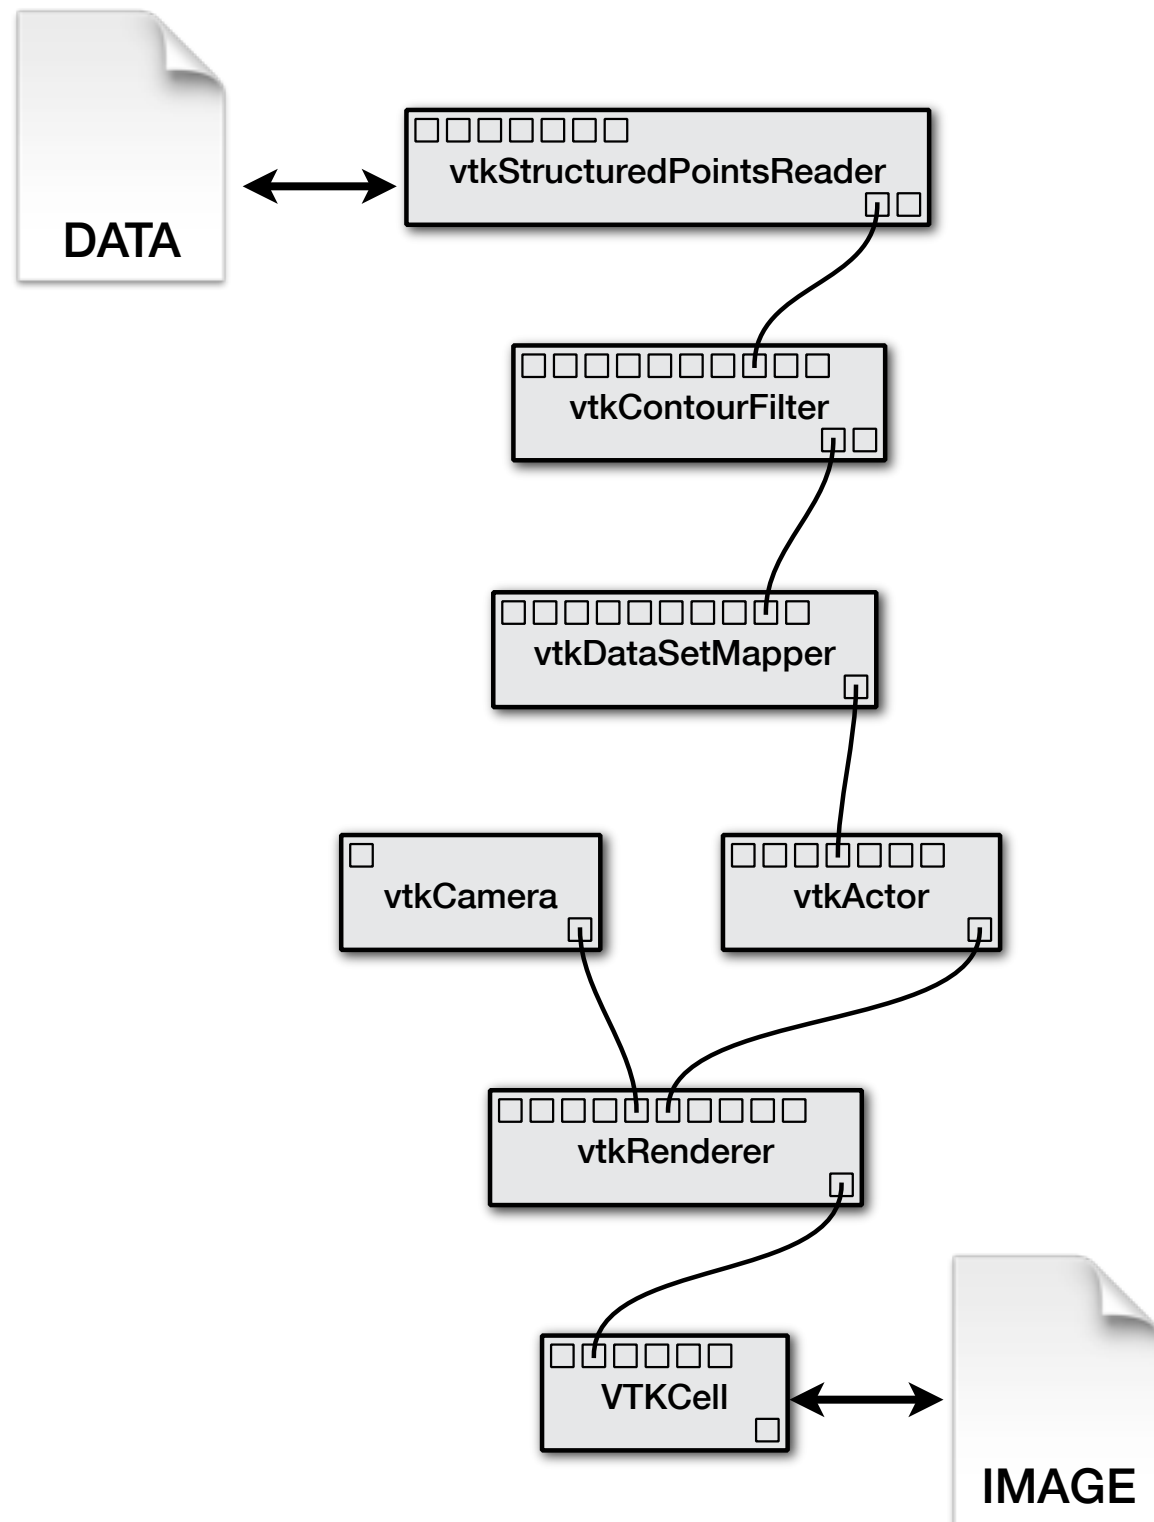 DATA
vtkStructuredPointsReader
vtkContourFilter
vtkDataSetMapper
vtkCamera
vtkActor
vtkRenderer
VTKCell
IMAGE